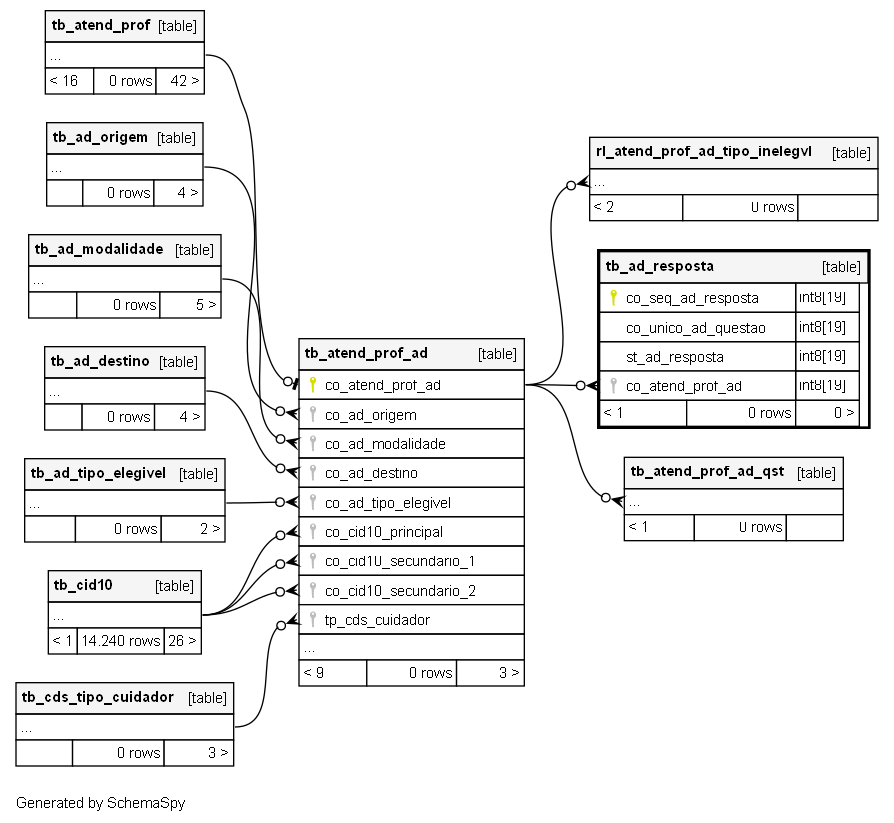 tb_atend_prof [table]
...
< 16 0 rows 42 >
tb_ad_origem [table]
...
0 rows 4 >
tb_ad_modalidade [table]
...
0 rows 5 >
tb_ad_destino [table]
...
0 rows 4 >
tb_ad_tipo_elegivel [table]
...
0 rows 2 >
tb_cid10 [table]
...
< 1 14.240 rows 26 >
tb_cds_tipo_cuidador [table]
...
0 rows 3 >
tb_atend_prof_ad [table]
co_atend_prof_ad
co_ad_origem
co_ad_modalidade
co_ad_destino
co_ad_tipo_elegivel
co_cid10_principal
co_cid10_secundario_1
co_cid10_secundario_2
tp_cds_cuidador
...
< 9 0 rows 3 >
rl_atend_prof_ad_tipo_inelegvl [table]
...
< 2 0 rows
tb_ad_resposta [table]
co_seq_ad_resposta int8[19]
co_unico_ad_questao int8[19]
st_ad_resposta int8[19]
co_atend_prof_ad int8[19]
< 1 0 rows 0 >
tb_atend_prof_ad_qst [table]
...
< 1 0 rows
Generated by SchemaSpy